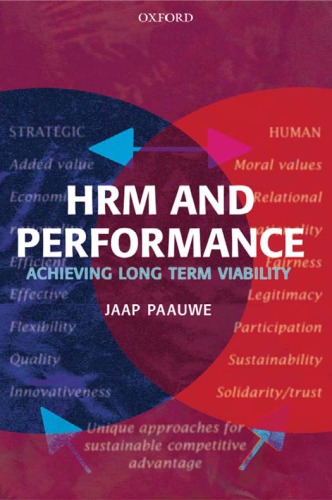 OXFORD
STRATEGIC
HUMAN
Added value
Moral values
Relational
HRM AND
PERFORMANCE
ACHIEVING LONG TERM VIABILITY
Efficient
Fairness
Effective
Legitimacy
JAAP PAAUWE
Flexibility
Participation
Quality
Sustainability
Innovativeness
Solidarity/trust
Unique approaches for
sustainable competitive
advantage